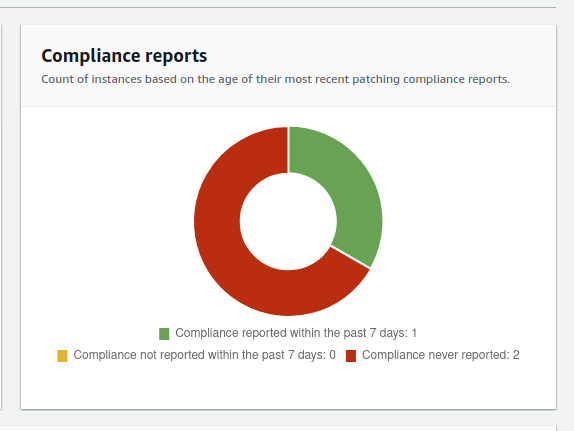 Compliance reports
Count of instances based on the age of their most recent patching compliance reports.
Compliance reported within the past 7 days: 1
Compliance not reported within the past 7 days: 0 Compliance never reported: 2